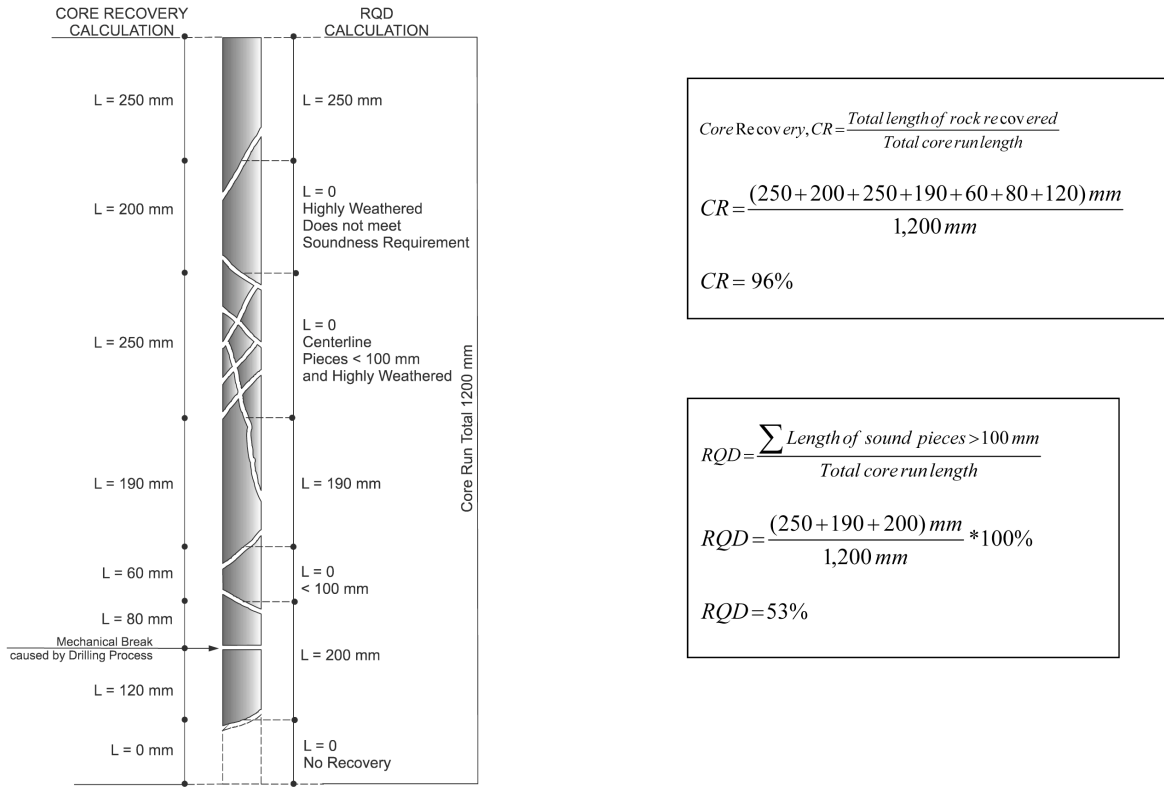 CORE RECOVERY
CALCULATION
L = 250 mm
L = 200 mm
L = 250 mm
L = 190 mm
L = 60 mm
L = 80 mm
Mechanical Break
caused by Drilling Process
L = 120 mm
L = 0 mm
RQD
CALCULATION
L = 250 mm
L = 0
Highly Weathered
Does not meet
Soundness Requirement
L = 0
Centerline
Pieces < 100 mm
and Highly Weathered
L = 190 mm
L = 0
< 100 mm
L = 200 mm
L = 0
No Recovery
Core Run Total 1200 mm
Core Recovery, CR = Total length of rock recovered / Total core run length
CR = (250+200+250+190+60+80+120) mm / 1,200 mm
CR = 96%
RQD = ∑ Length of sound pieces >100 mm / Total core run length
RQD = (250+190+200) mm / 1,200 mm *100%
RQD = 53%